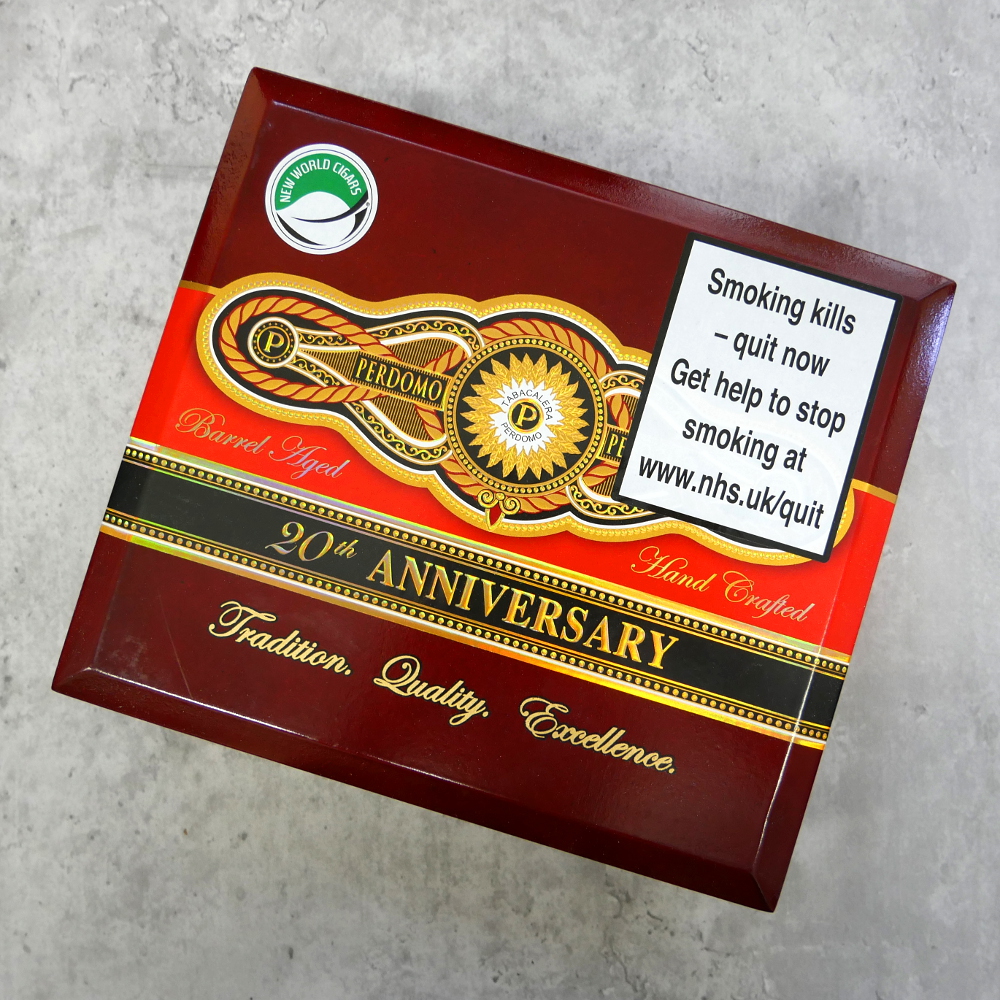 NEW WORLD CIGARS
Smoking kills
– quit now
Get help to stop
smoking at
www.nhs.uk/quit
P
PERDOMO
TABACALERA
P
PERDOMO
PE
Barrel Aged
Hand Crafted
20th ANNIVERSARY
Tradition. Quality. Excellence.